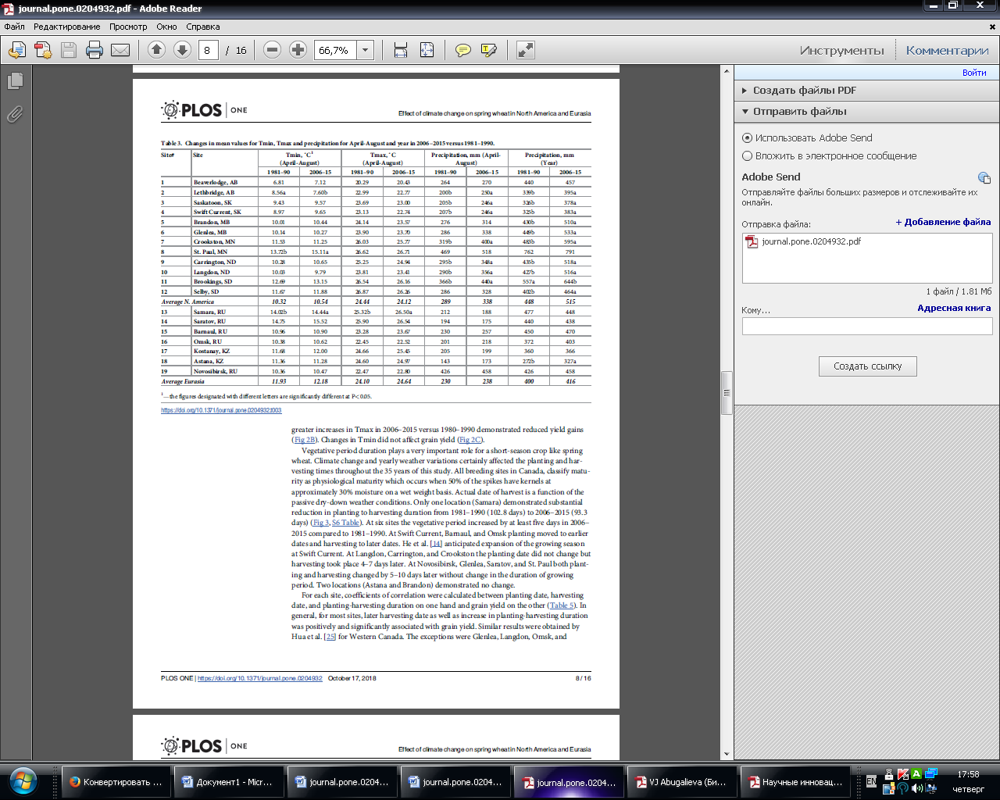 journal.pone.0204932.pdf - Adobe Reader
Файл Редактирование Просмотр Окно Справка
8 / 16 66,7% Инструменты Комментарии
Войти
Создать файлы PDF
Отправить файлы
Использовать Adobe Send
Вложить в электронное сообщение
Adobe Send
Отправляйте файлы больших размеров и отслеживайте их
онлайн.
Отправка файла: + Добавление файла
journal.pone.0204932.pdf
1 файл / 1.81 Мб
Кому... Адресная книга
Создать ссылку
PLOS ONE Effect of climate change on spring wheat in North America and Eurasia
Table 3. Changes in mean values for Tmin, Tmax and precipitation for April-August and year in 2006–2015 versus 1981–1990.
Site# Site Tmin, ˚C1 Tmax, ˚C Precipitation, mm (April- Precipitation, mm
(April-August) (April-August) August) (Year)
1981–90 2006–15 1981–90 2006–15 1981–90 2006–15 1981–90 2006–15
1 Beaverlodge, AB 6.81 7.12 20.29 20.43 264 270 440 457
2 Lethbridge, AB 8.56a 7.60b 22.99 22.77 200b 250a 339b 395a
3 Saskatoon, SK 9.43 9.57 23.69 23.00 205b 246a 326b 378a
4 Swift Current, SK 8.97 9.65 23.13 22.74 207b 246a 325b 383a
5 Brandon, MB 10.01 10.44 24.14 23.57 276 314 430b 510a
6 Glenlea, MB 10.14 10.27 23.90 23.70 286 338 449b 533a
7 Crookston, MN 11.53 11.25 26.03 25.77 319b 400a 483b 595a
8 St. Paul, MN 13.72b 15.11a 26.62 26.71 469 518 762 791
9 Carrington, ND 10.28 10.65 25.25 24.94 295b 348a 435b 518a
10 Langdon, ND 10.03 9.79 23.81 23.41 290b 356a 427b 516a
11 Brookings, SD 12.69 13.15 26.54 26.16 366b 440a 557a 644b
12 Selby, SD 11.67 11.88 26.87 26.26 286 328 402b 464a
Average N. America 10.32 10.54 24.44 24.12 289 338 448 515
13 Samara, RU 14.02b 14.44a 25.32b 26.50a 212 188 477 448
14 Saratov, RU 14.75 15.52 25.90 26.54 194 175 440 438
15 Barnaul, RU 10.96 10.90 23.28 23.67 230 257 450 470
16 Omsk, RU 10.38 10.62 22.45 22.52 201 218 372 403
17 Kostanay, KZ 11.68 12.00 24.66 25.45 205 199 360 366
18 Astana, KZ 11.36 11.28 24.60 24.97 143 173 272b 327a
19 Novosibirsk, RU 10.36 10.47 22.47 22.80 426 458 426 458
Average Eurasia 11.93 12.18 24.10 24.64 230 238 400 416
1—the figures designated with different letters are significantly different at P<0.05.
https://doi.org/10.1371/journal.pone.0204932.t003
greater increases in Tmax in 2006–2015 versus 1980–1990 demonstrated reduced yield gains
(Fig 2B). Changes in Tmin did not affect grain yield (Fig 2C).
Vegetative period duration plays a very important role for a short-season crop like spring
wheat. Climate change and yearly weather variations certainly affected the planting and har-
vesting times throughout the 35 years of this study. All breeding sites in Canada, classify matu-
rity as physiological maturity which occurs when 50% of the spikes have kernels at
approximately 30% moisture on a wet weight basis. Actual date of harvest is a function of the
passive dry-down weather conditions. Only one location (Samara) demonstrated substantial
reduction in planting to harvesting duration from 1981–1990 (102.8 days) to 2006–2015 (93.3
days) (Fig 3, S6 Table). At six sites the vegetative period increased by at least five days in 2006–
2015 compared to 1981–1990. At Swift Current, Barnaul, and Omsk planting moved to earlier
dates and harvesting to later dates. He et al. [14] anticipated expansion of the growing season
at Swift Current. At Langdon, Carrington, and Crookston the planting date did not change but
harvesting took place 4–7 days later. At Novosibirsk, Glenlea, Saratov, and St. Paul both plant-
ing and harvesting changed by 5–10 days later without change in the duration of growing
period. Two locations (Astana and Brandon) demonstrated no change.
For each site, coefficients of correlation were calculated between planting date, harvesting
date, and planting-harvesting duration on one hand and grain yield on the other (Table 5). In
general, for most sites, later harvesting date as well as increase in planting-harvesting duration
was positively and significantly associated with grain yield. Similar results were obtained by
Hua et al. [25] for Western Canada. The exceptions were Glenlea, Langdon, Omsk, and
PLOS ONE | https://doi.org/10.1371/journal.pone.0204932 October 17, 2018 8 / 16
PLOS ONE Effect of climate change on spring wheat in North America and Eurasia
Конвертировать ... Документ1 - Micr... journal.pone.0204... journal.pone.0204... journal.pone.0204... VJ Abugalieva (Би... Научные инновац... EN 17:58
четверг